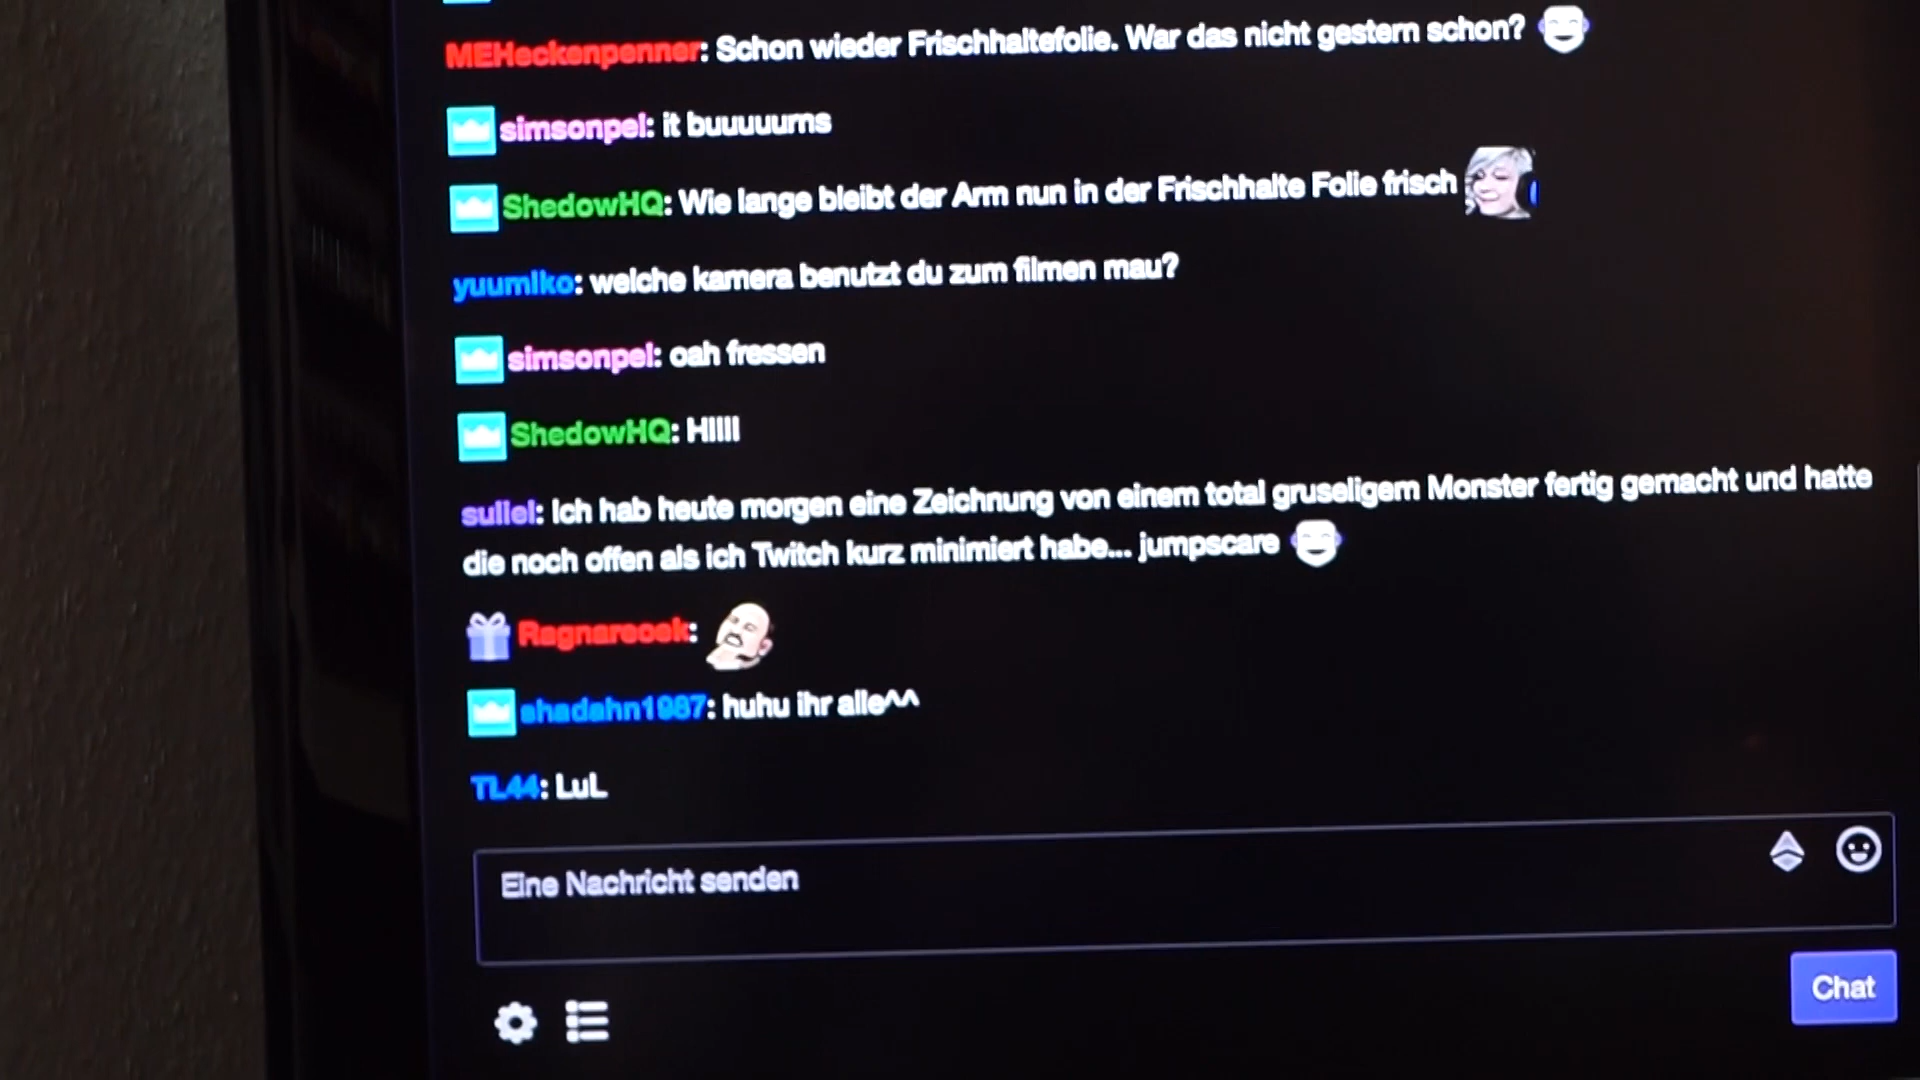 MEHeckenpenner: Schon wieder Frischhaltefolie. War das nicht gestern schon?
simsonpel: it buuuuurns
ShedowHQ: Wie lange bleibt der Arm nun in der Frischhalte Folie frisch
yuumiko: welche kamera benutzt du zum filmen mau?
simsonpel: oah fressen
ShedowHQ: HIIII
suliel: Ich hab heute morgen eine Zeichnung von einem total gruseligem Monster fertig gemacht und hatte
die noch offen als ich Twitch kurz minimiert habe... jumpscare
Ragnareoek:
shadahn1987: huhu ihr alle^^
TL44: LuL
Eine Nachricht senden
Chat